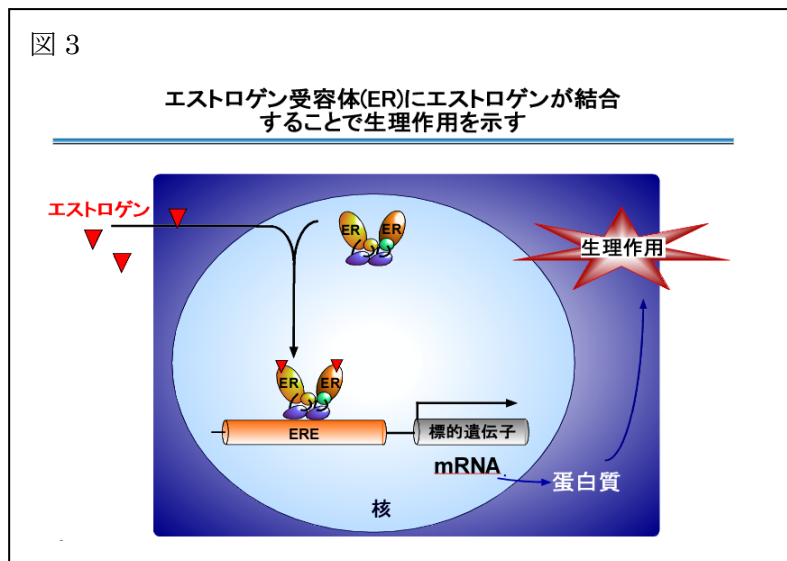 図 3
エストロゲン受容体(ER)にエストロゲンが結合
することで生理作用を示す
エストロゲン
ER ER
生理作用
ER ER
ERE
標的遺伝子
mRNA
蛋白質
核